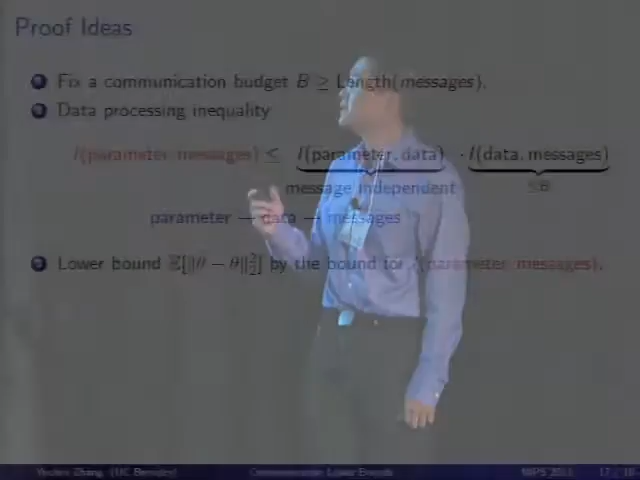 Proof Ideas
Fix a communication budget B ≥ Length(messages).
Data processing inequality
I(parameter, messages) ≤ I(parameter, data) · I(data, messages)
message independent ≤B
parameter → data → messages
Lower bound 𝔼[‖θ − θ‖₂²] by the bound for I(parameter, messages).
Yuchen Zhang (UC Berkeley) Communication Lower Bounds NIPS 2013 17 / 18